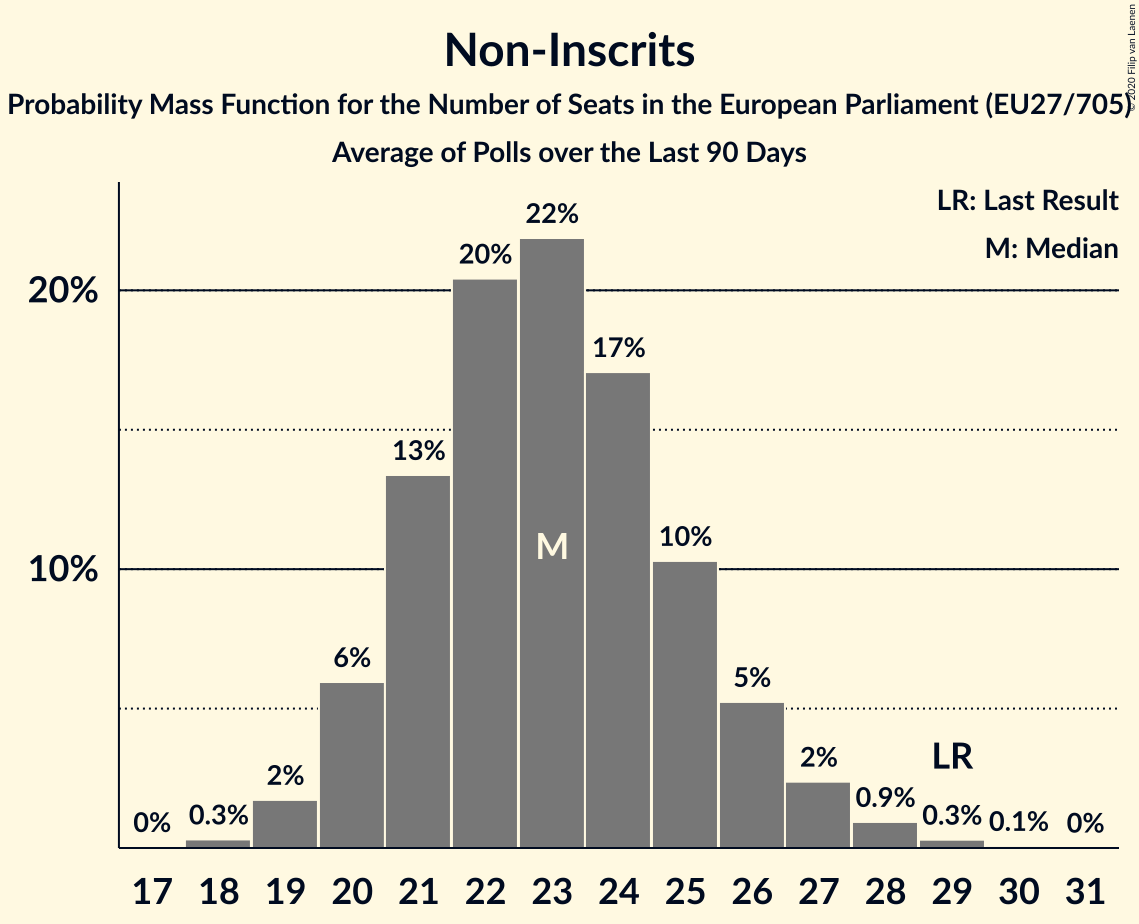 Non-Inscrits
Probability Mass Function for the Number of Seats in the European Parliament (EU27/705)
Average of Polls over the Last 90 Days
© 2020 Filip van Laenen
LR: Last Result
M: Median
20%
10%
0%
0.3%
2%
6%
13%
20%
22%
17%
10%
5%
2%
0.9%
0.3%
0.1%
0%
M
LR
17 18 19 20 21 22 23 24 25 26 27 28 29 30 31